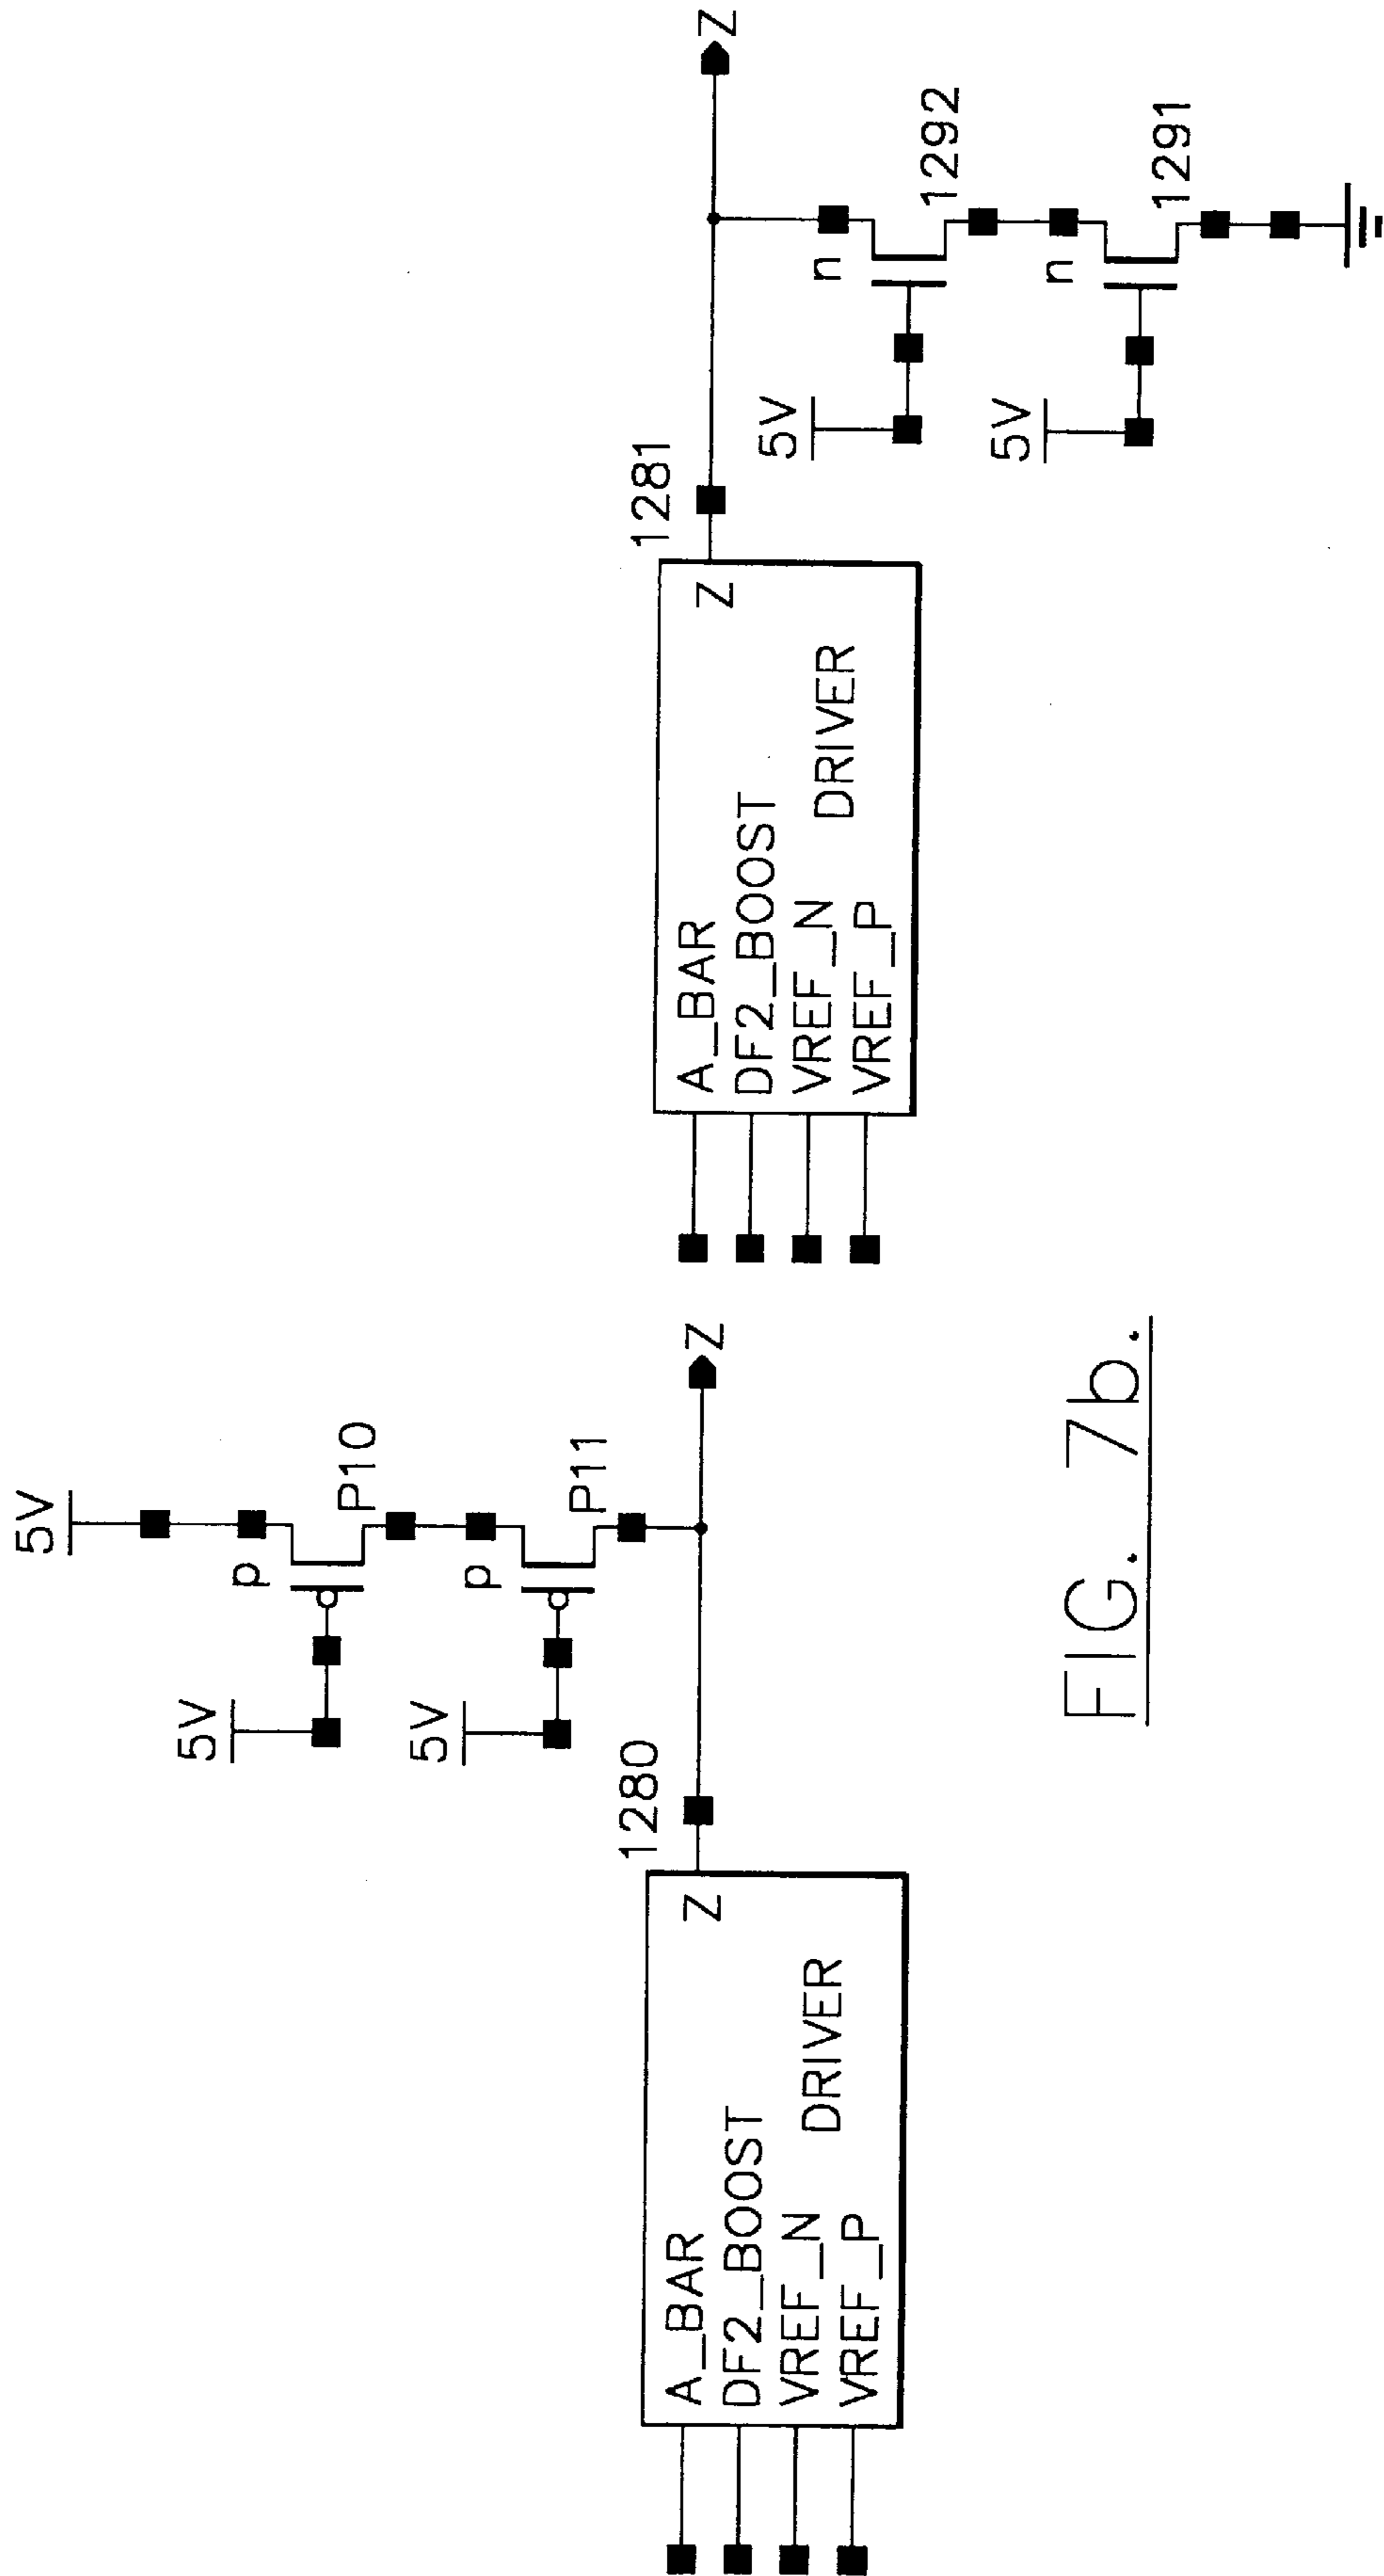 5V
p
P10
5V
p
P11
5V
1280
Z
A_BAR
Z
DF2_BOOST
VREF_N
DRIVER
VREF_P
1281
Z
A_BAR
Z
DF2_BOOST
VREF_N
DRIVER
VREF_P
5V
n
1292
5V
n
1291
FIG. 7b.